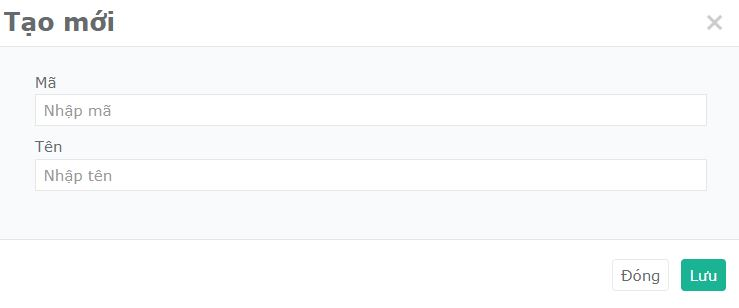 Tạo mới ×
Mã
Nhập mã
Tên
Nhập tên
Đóng Lưu